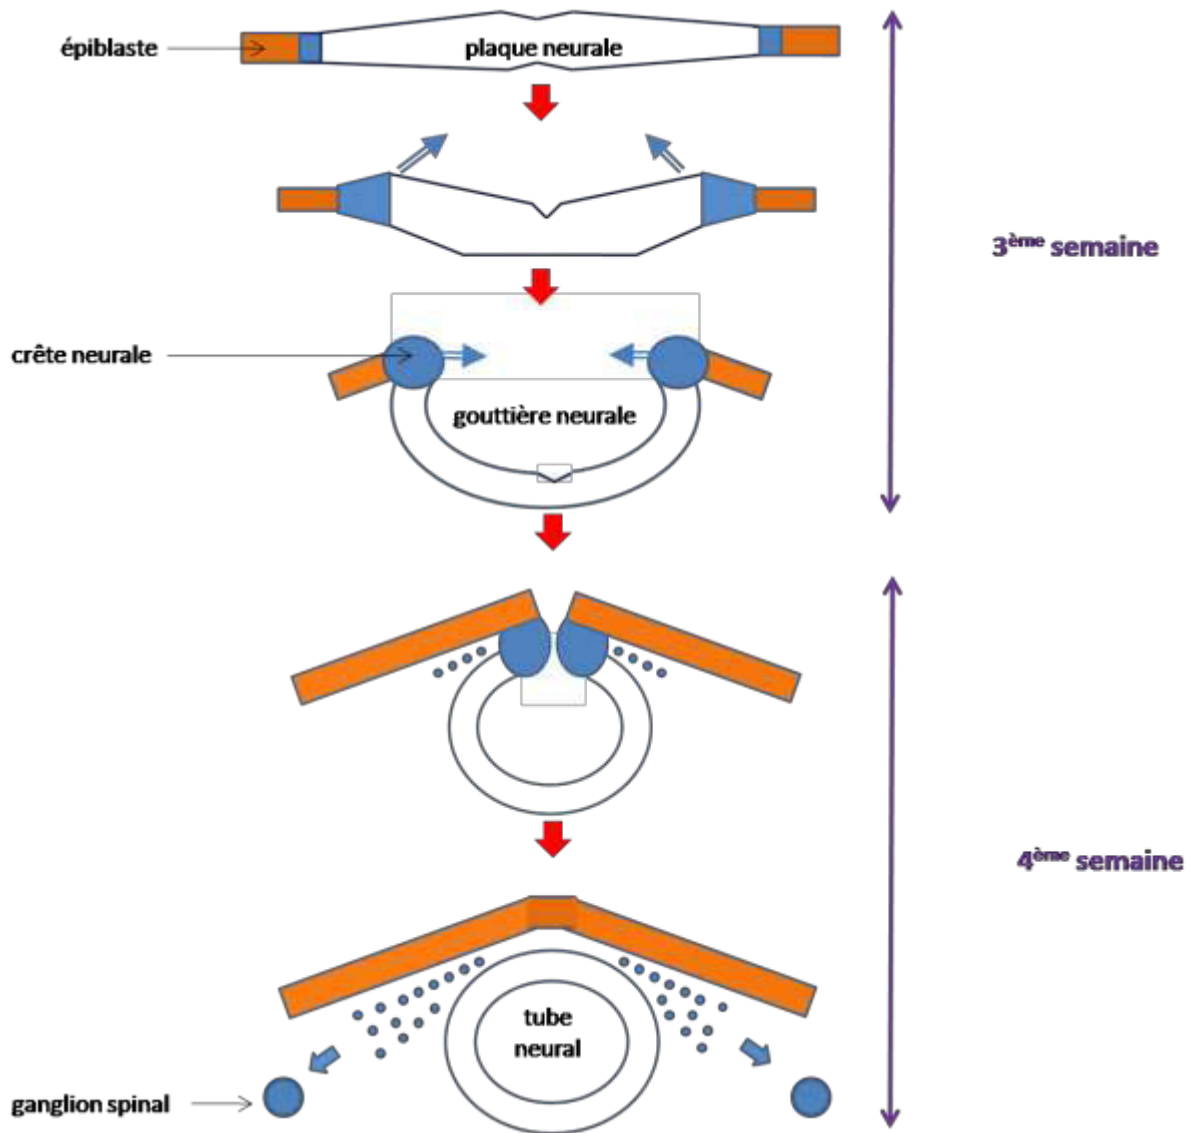 épiblaste
plaque neurale
3ème semaine
crête neurale
gouttière neurale
4ème semaine
tube
neural
ganglion spinal